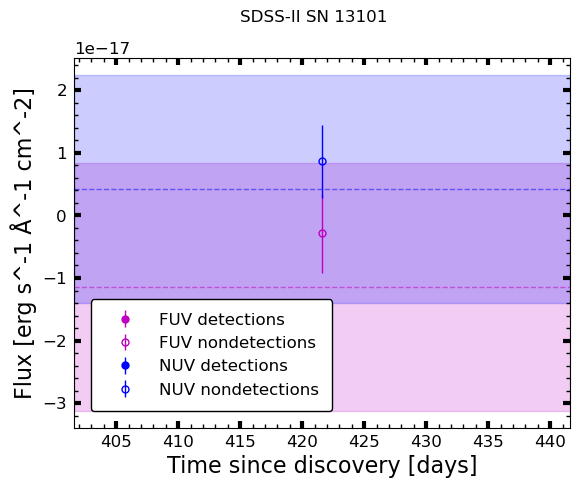 SDSS-II SN 13101
1e−17
Flux [erg s^-1 Å^-1 cm^-2]
2
1
0
−1
−2
−3
FUV detections
FUV nondetections
NUV detections
NUV nondetections
405 410 415 420 425 430 435 440
Time since discovery [days]